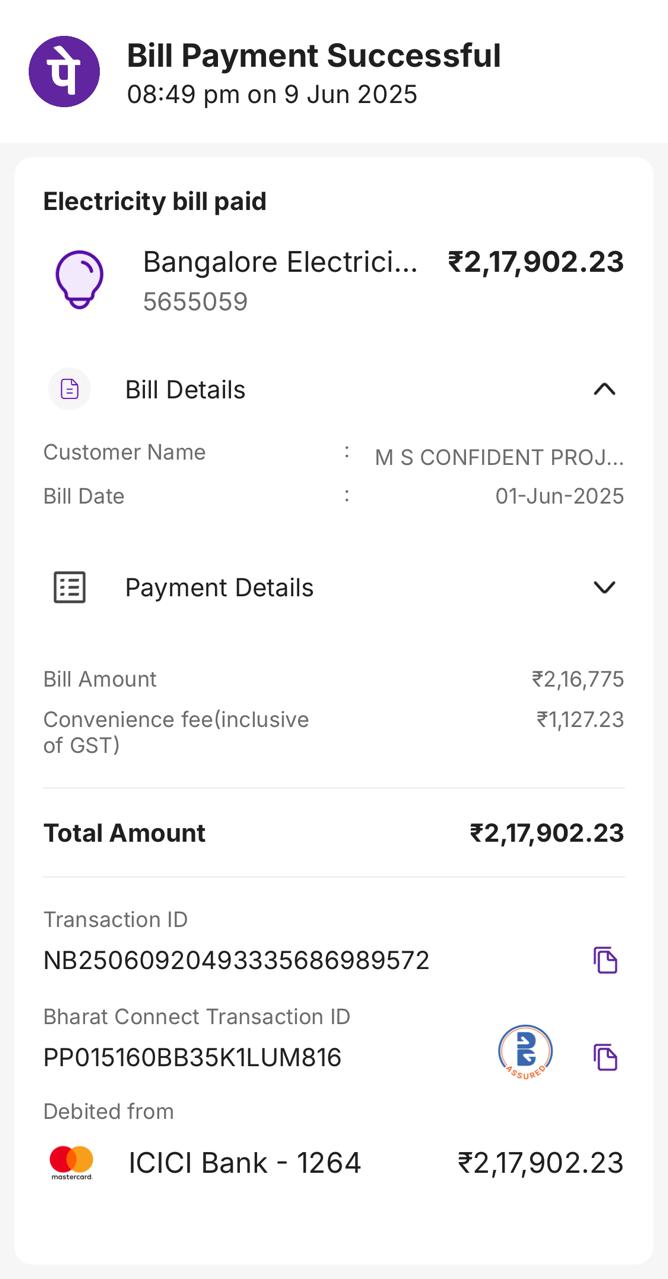 पे
Bill Payment Successful
08:49 pm on 9 Jun 2025
Electricity bill paid
Bangalore Electrici... ₹2,17,902.23
5655059
Bill Details
Customer Name : M S CONFIDENT PROJ...
Bill Date : 01-Jun-2025
Payment Details
Bill Amount ₹2,16,775
Convenience fee(inclusive ₹1,127.23
of GST)
Total Amount ₹2,17,902.23
Transaction ID
NB25060920493335686989572
Bharat Connect Transaction ID
PP015160BB35K1LUM816
ASSURED
Debited from
mastercard.
ICICI Bank - 1264 ₹2,17,902.23